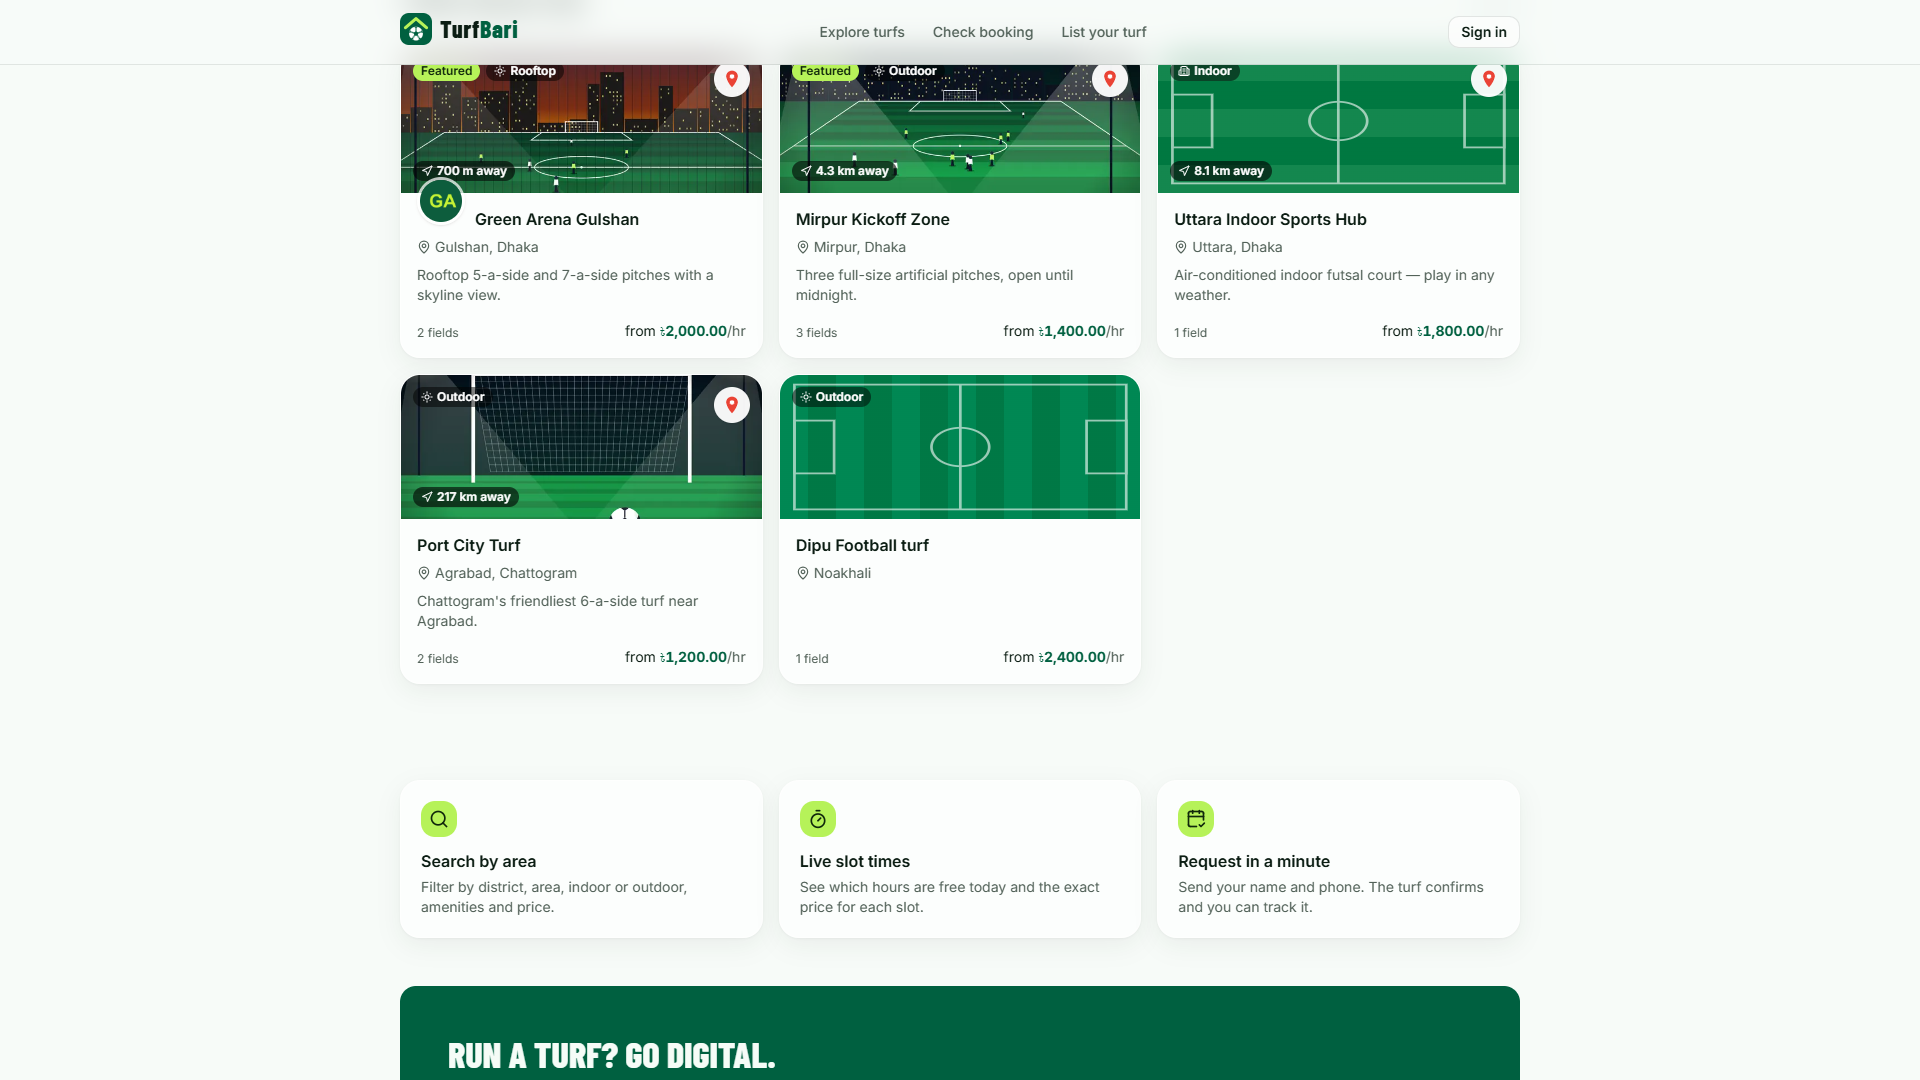 TurfBari
Explore turfs
Check booking
List your turf
Sign in
Featured
Rooftop
700 m away
GA
Green Arena Gulshan
Gulshan, Dhaka
Rooftop 5-a-side and 7-a-side pitches with a
skyline view.
2 fields
from ৳2,000.00/hr
Featured
Outdoor
4.3 km away
Mirpur Kickoff Zone
Mirpur, Dhaka
Three full-size artificial pitches, open until
midnight.
3 fields
from ৳1,400.00/hr
Indoor
8.1 km away
Uttara Indoor Sports Hub
Uttara, Dhaka
Air-conditioned indoor futsal court — play in any
weather.
1 field
from ৳1,800.00/hr
Outdoor
217 km away
Port City Turf
Agrabad, Chattogram
Chattogram's friendliest 6-a-side turf near
Agrabad.
2 fields
from ৳1,200.00/hr
Outdoor
Dipu Football turf
Noakhali
1 field
from ৳2,400.00/hr
Search by area
Filter by district, area, indoor or outdoor,
amenities and price.
Live slot times
See which hours are free today and the exact
price for each slot.
Request in a minute
Send your name and phone. The turf confirms
and you can track it.
RUN A TURF? GO DIGITAL.